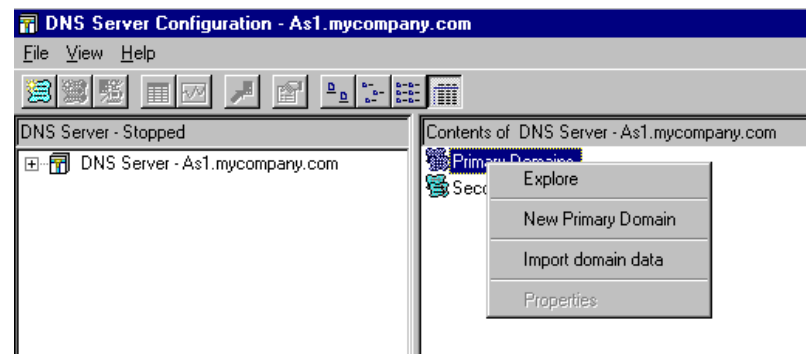 DNS Server Configuration - As1.mycompany.com
File View Help
DNS Server - Stopped
Contents of DNS Server - As1.mycompany.com
DNS Server - As1.mycompany.com
Primary Domains
Explore
New Primary Domain
Import domain data
Properties